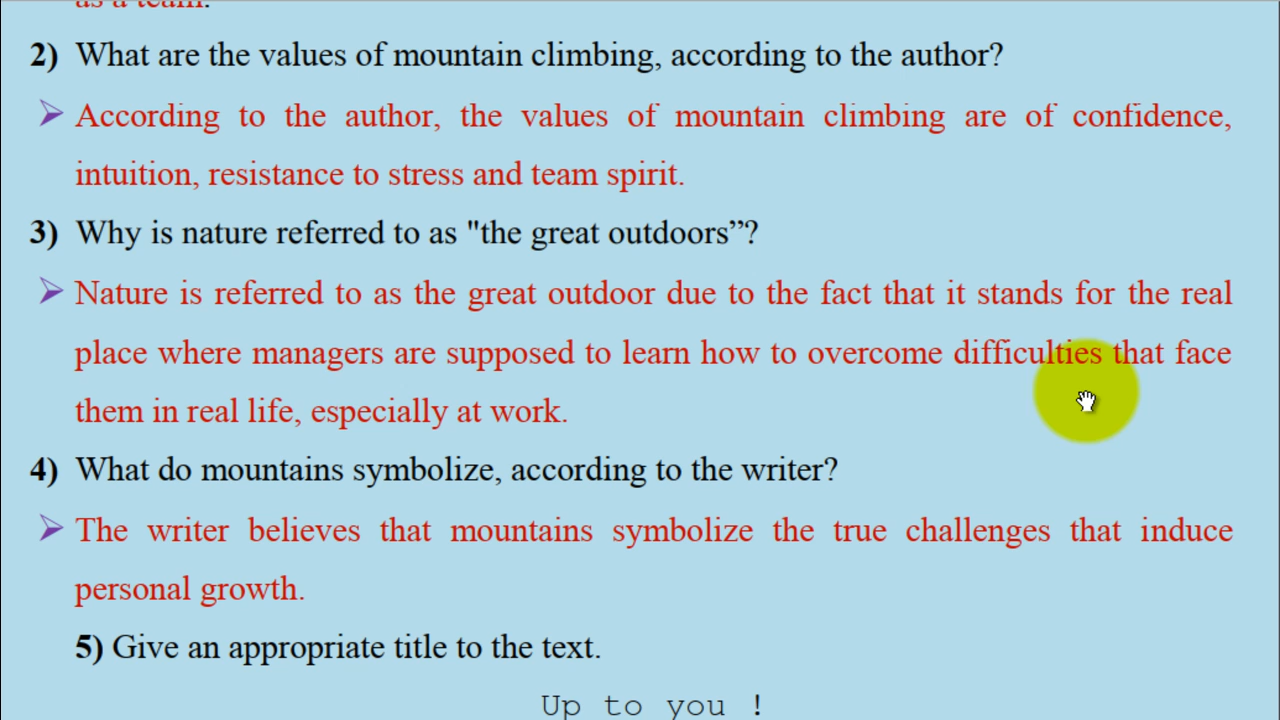 as a team.
2) What are the values of mountain climbing, according to the author?
➢ According to the author, the values of mountain climbing are of confidence,
intuition, resistance to stress and team spirit.
3) Why is nature referred to as "the great outdoors”?
➢ Nature is referred to as the great outdoor due to the fact that it stands for the real
place where managers are supposed to learn how to overcome difficulties that face
them in real life, especially at work.
4) What do mountains symbolize, according to the writer?
➢ The writer believes that mountains symbolize the true challenges that induce
personal growth.
5) Give an appropriate title to the text.
Up to you !